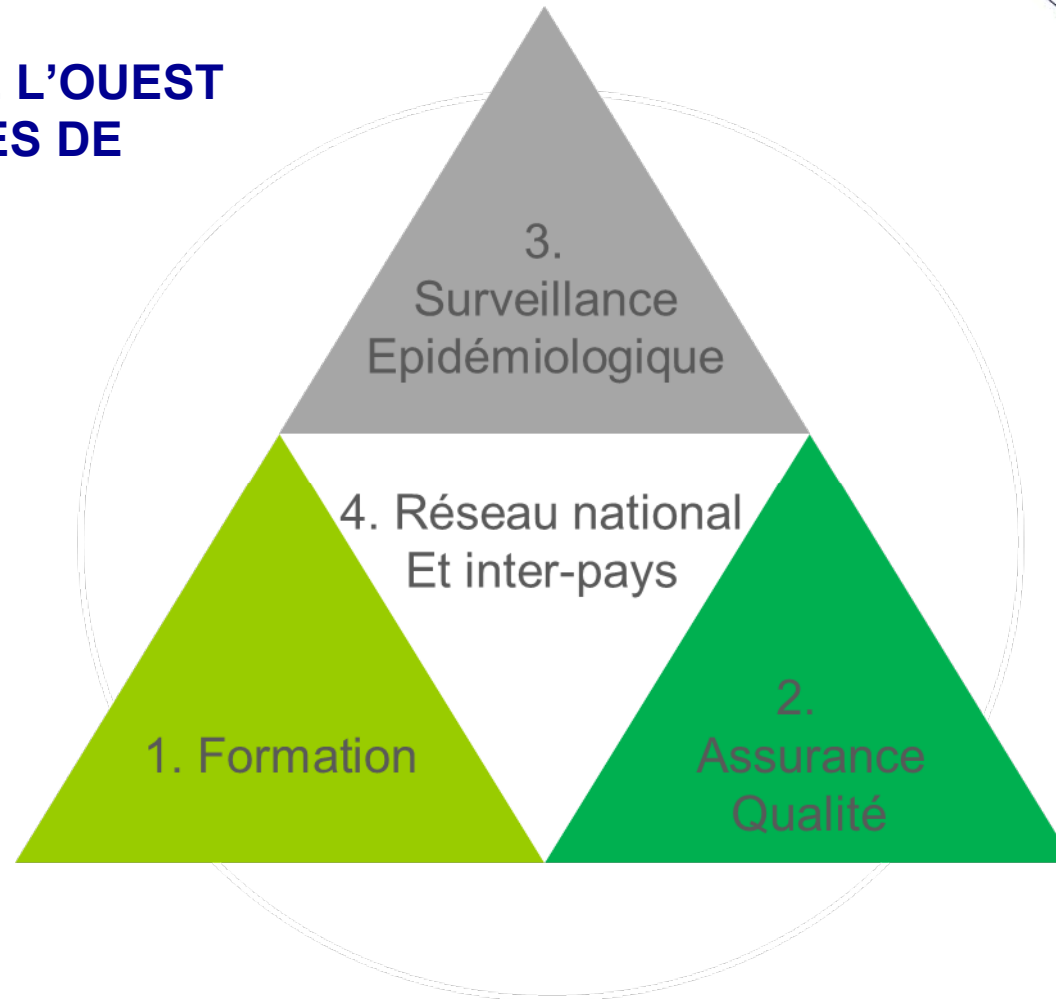 L’OUEST
ES DE
3.
Surveillance
Epidémiologique
4. Réseau national
Et inter-pays
1. Formation
2.
Assurance
Qualité